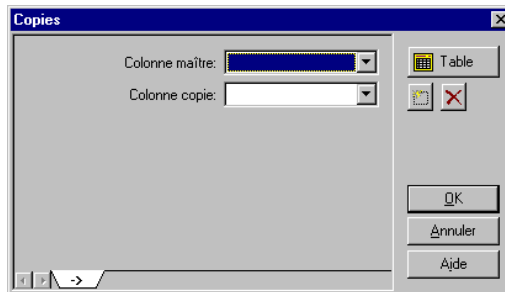 Copies
Colonne maître:
Table
Colonne copie:
OK
Annuler
Aide
->